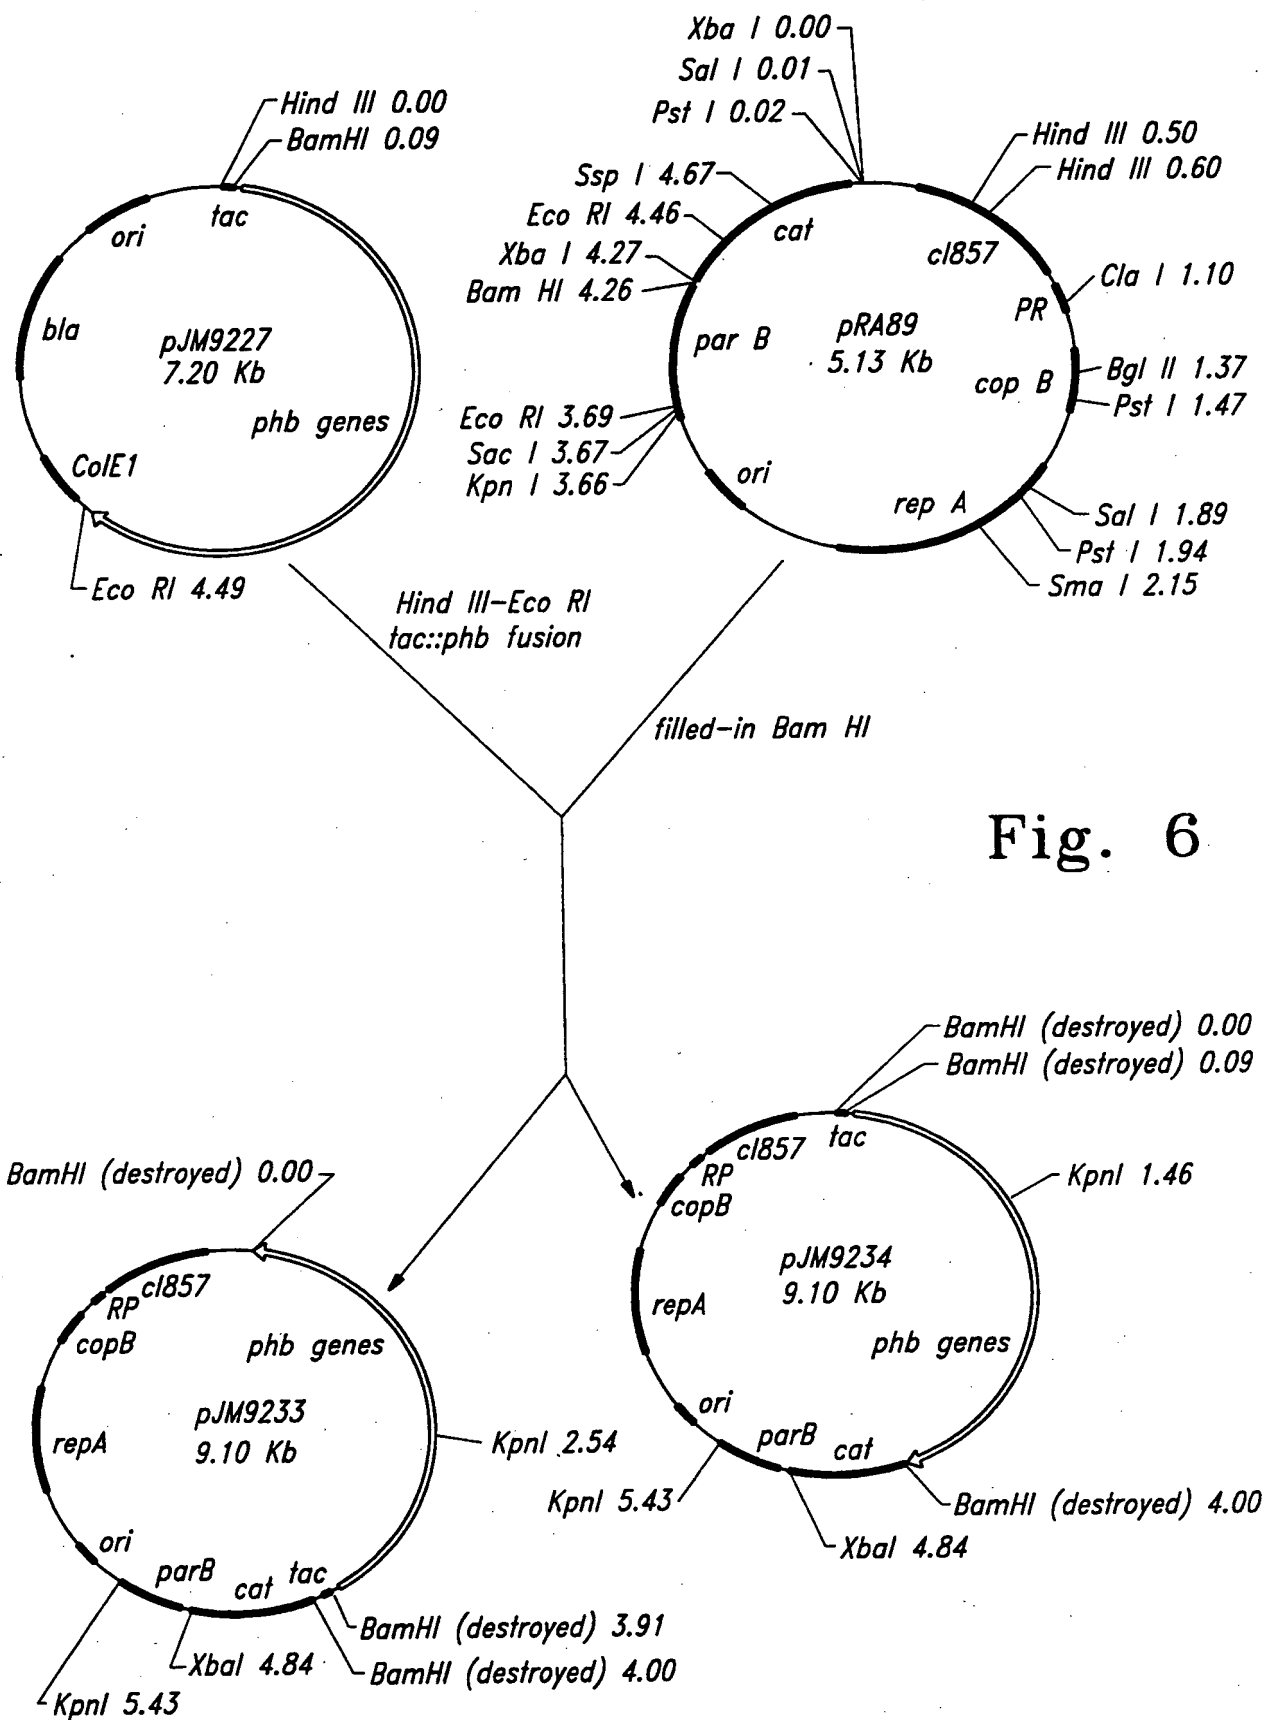 Hind III 0.00
BamHI 0.09
tac
ori
bla
pJM9227
7.20 Kb
phb genes
ColE1
Eco RI 4.49
Xba I 0.00
Sal I 0.01
Pst I 0.02
Hind III 0.50
Hind III 0.60
Ssp I 4.67
Eco RI 4.46
Xba I 4.27
Bam HI 4.26
cat
cI857
Cla I 1.10
PR
par B
pRA89
5.13 Kb
cop B
Bgl II 1.37
Pst I 1.47
Eco RI 3.69
Sac I 3.67
Kpn I 3.66
ori
rep A
Sal I 1.89
Pst I 1.94
Sma I 2.15
Hind III-Eco RI
tac::phb fusion
filled-in Bam HI
Fig. 6
BamHI (destroyed) 0.00
BamHI (destroyed) 0.09
tac
cI857
RP
copB
KpnI 1.46
pJM9234
9.10 Kb
repA
phb genes
ori
parB
cat
KpnI 5.43
XbaI 4.84
BamHI (destroyed) 4.00
BamHI (destroyed) 0.00
cI857
RP
copB
phb genes
pJM9233
9.10 Kb
repA
KpnI 2.54
ori
parB
cat
tac
BamHI (destroyed) 3.91
BamHI (destroyed) 4.00
XbaI 4.84
KpnI 5.43